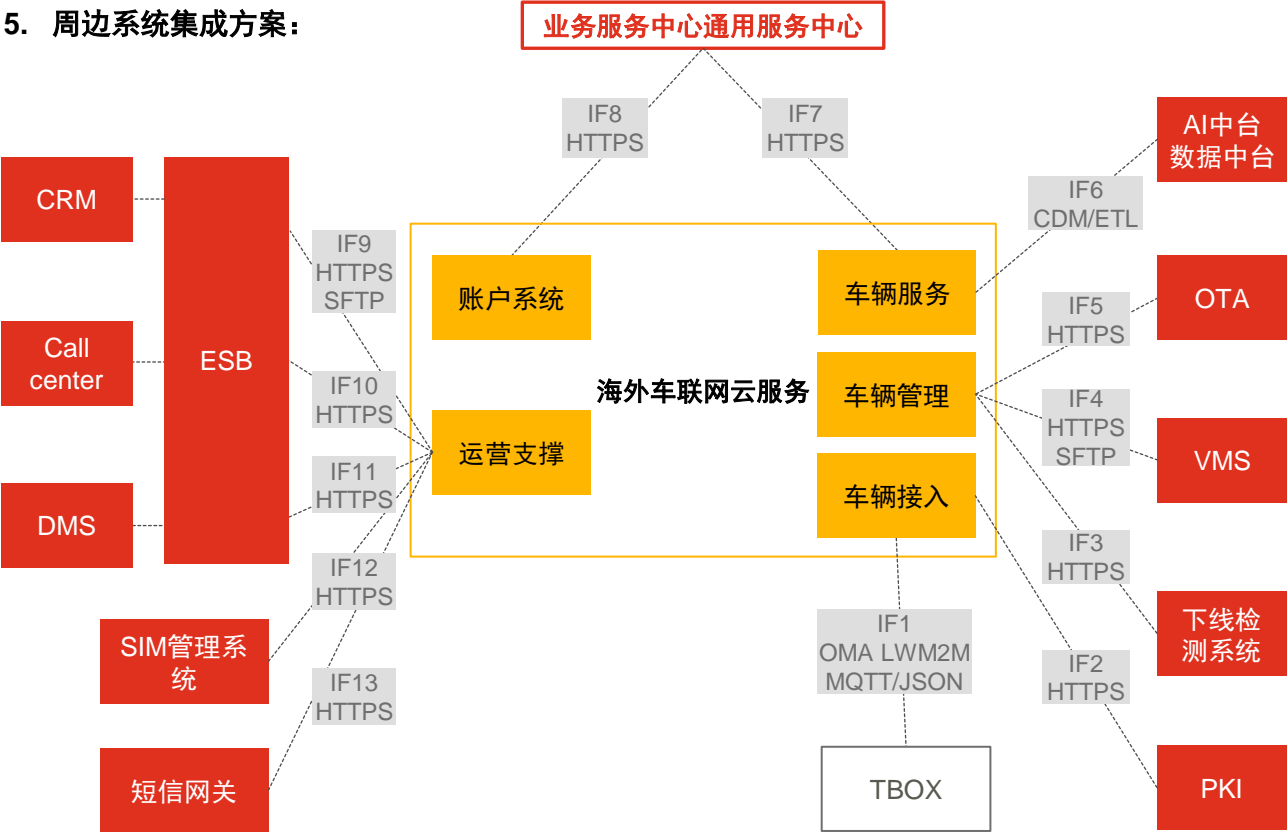 5. 周边系统集成方案：
业务服务中心通用服务中心
IF8
HTTPS
IF7
HTTPS
AI中台
数据中台
CRM
IF6
CDM/ETL
IF9
HTTPS
SFTP
账户系统
车辆服务
OTA
IF5
HTTPS
Call
center
ESB
海外车联网云服务
车辆管理
IF10
HTTPS
IF4
HTTPS
SFTP
运营支撑
VMS
IF11
HTTPS
车辆接入
DMS
IF3
HTTPS
IF12
HTTPS
SIM管理系
统
IF1
OMA LWM2M
MQTT/JSON
下线检
测系统
IF2
HTTPS
IF13
HTTPS
短信网关
TBOX
PKI